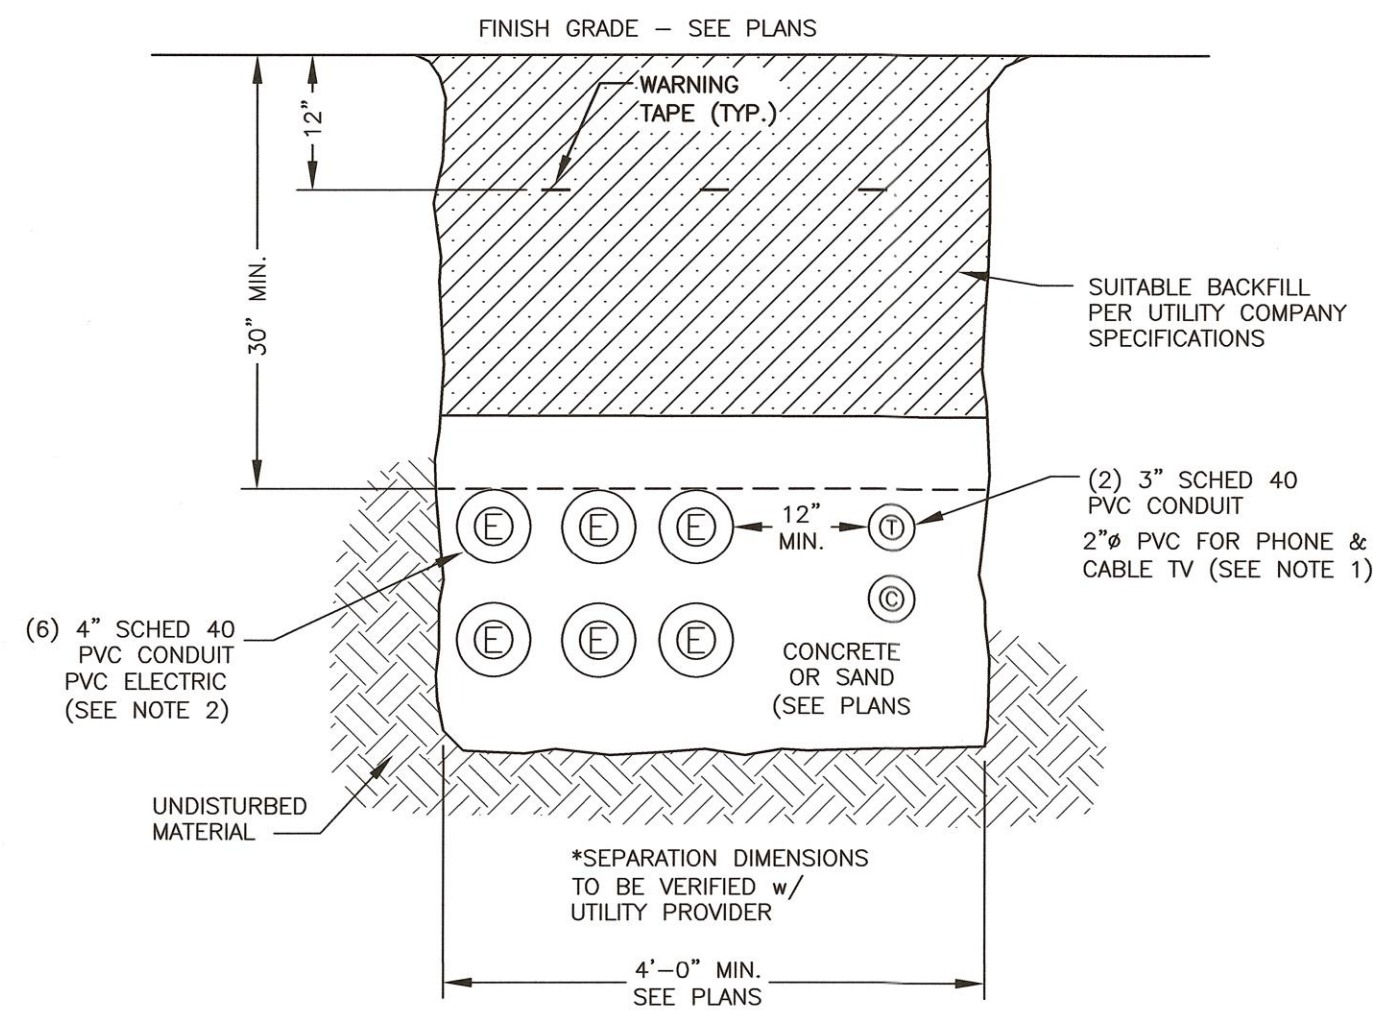 FINISH GRADE – SEE PLANS
WARNING
TAPE (TYP.)
12"
30" MIN.
SUITABLE BACKFILL
PER UTILITY COMPANY
SPECIFICATIONS
(2) 3" SCHED 40
PVC CONDUIT
2"ø PVC FOR PHONE &
CABLE TV (SEE NOTE 1)
E E E
12"
MIN.
T
C
E E E
(6) 4" SCHED 40
PVC CONDUIT
PVC ELECTRIC
(SEE NOTE 2)
CONCRETE
OR SAND
(SEE PLANS
UNDISTURBED
MATERIAL
*SEPARATION DIMENSIONS
TO BE VERIFIED w/
UTILITY PROVIDER
4'–0" MIN.
SEE PLANS